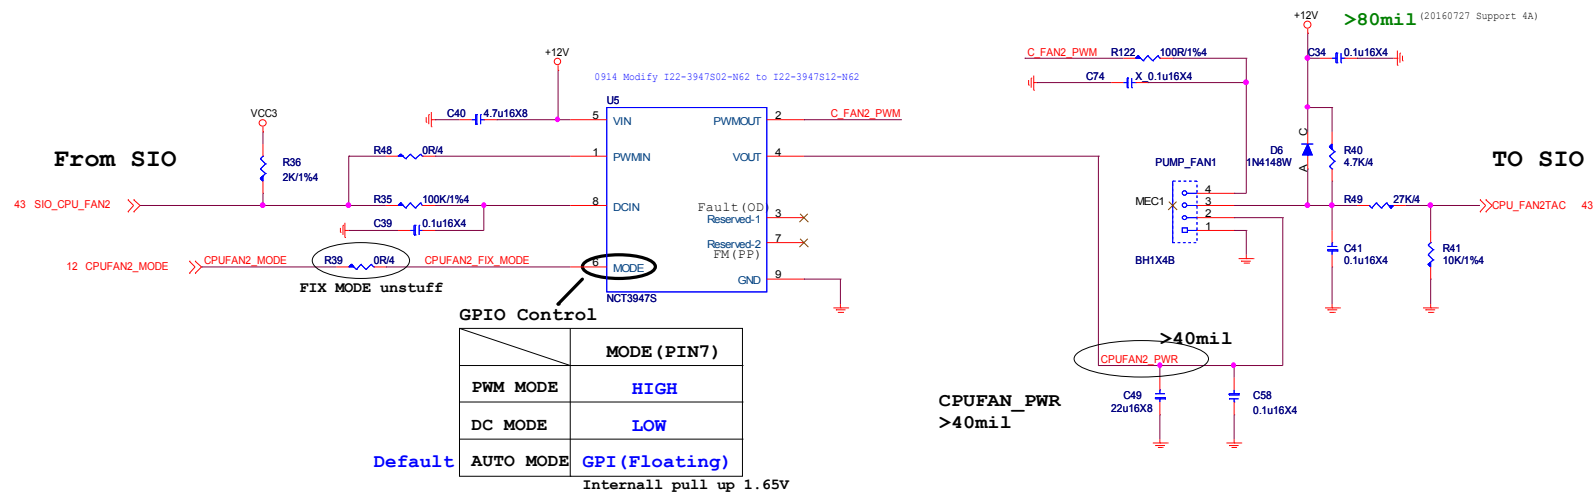 +12V
>80mil (20160727 Support 4A)
+12V
C_FAN2_PWM
R122
100R/1%4
C34
0.1u16X4
C74
X_0.1u16X4
0914 Modify I22-3947S02-N62 to I22-3947S12-N62
U5
C40
4.7u16X8
5
VIN
PWMOUT
2
C_FAN2_PWM
VCC3
From SIO
R36
2K/1%4
R48
0R/4
1
PWMIN
VOUT
4
D6
1N4148W
C
A
R40
4.7K/4
PUMP_FAN1
TO SIO
43 SIO_CPU_FAN2
R35
100K/1%4
8
DCIN
Fault(OD)
Reserved-1
3
MEC1
4
3
2
1
R49
27K/4
CPU_FAN2TAC 43
C39
0.1u16X4
Reserved-2
7
FM(PP)
BH1X4B
C41
0.1u16X4
R41
10K/1%4
12 CPUFAN2_MODE
CPUFAN2_MODE
R39
0R/4
CPUFAN2_FIX_MODE
6
MODE
GND
9
FIX MODE unstuff
NCT3947S
GPIO Control
MODE(PIN7)
PWM MODE
HIGH
DC MODE
LOW
Default
AUTO MODE
GPI(Floating)
Internall pull up 1.65V
>40mil
CPUFAN2_PWR
CPUFAN_PWR
>40mil
C49
22u16X8
C58
0.1u16X4